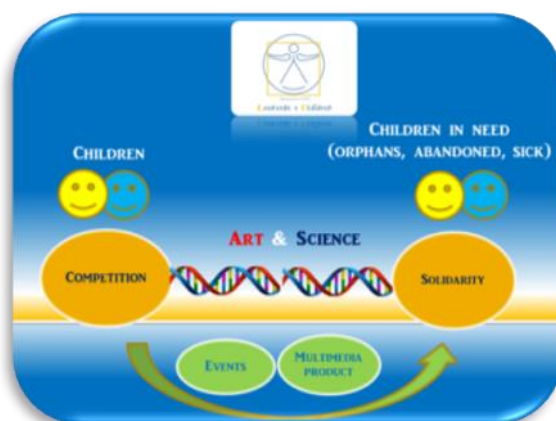 CHILDREN
CHILDREN IN NEED
(ORPHANS, ABANDONED, SICK)
ART & SCIENCE
COMPETITION
SOLIDARITY
EVENTS
MULTIMEDIA
PRODUCT